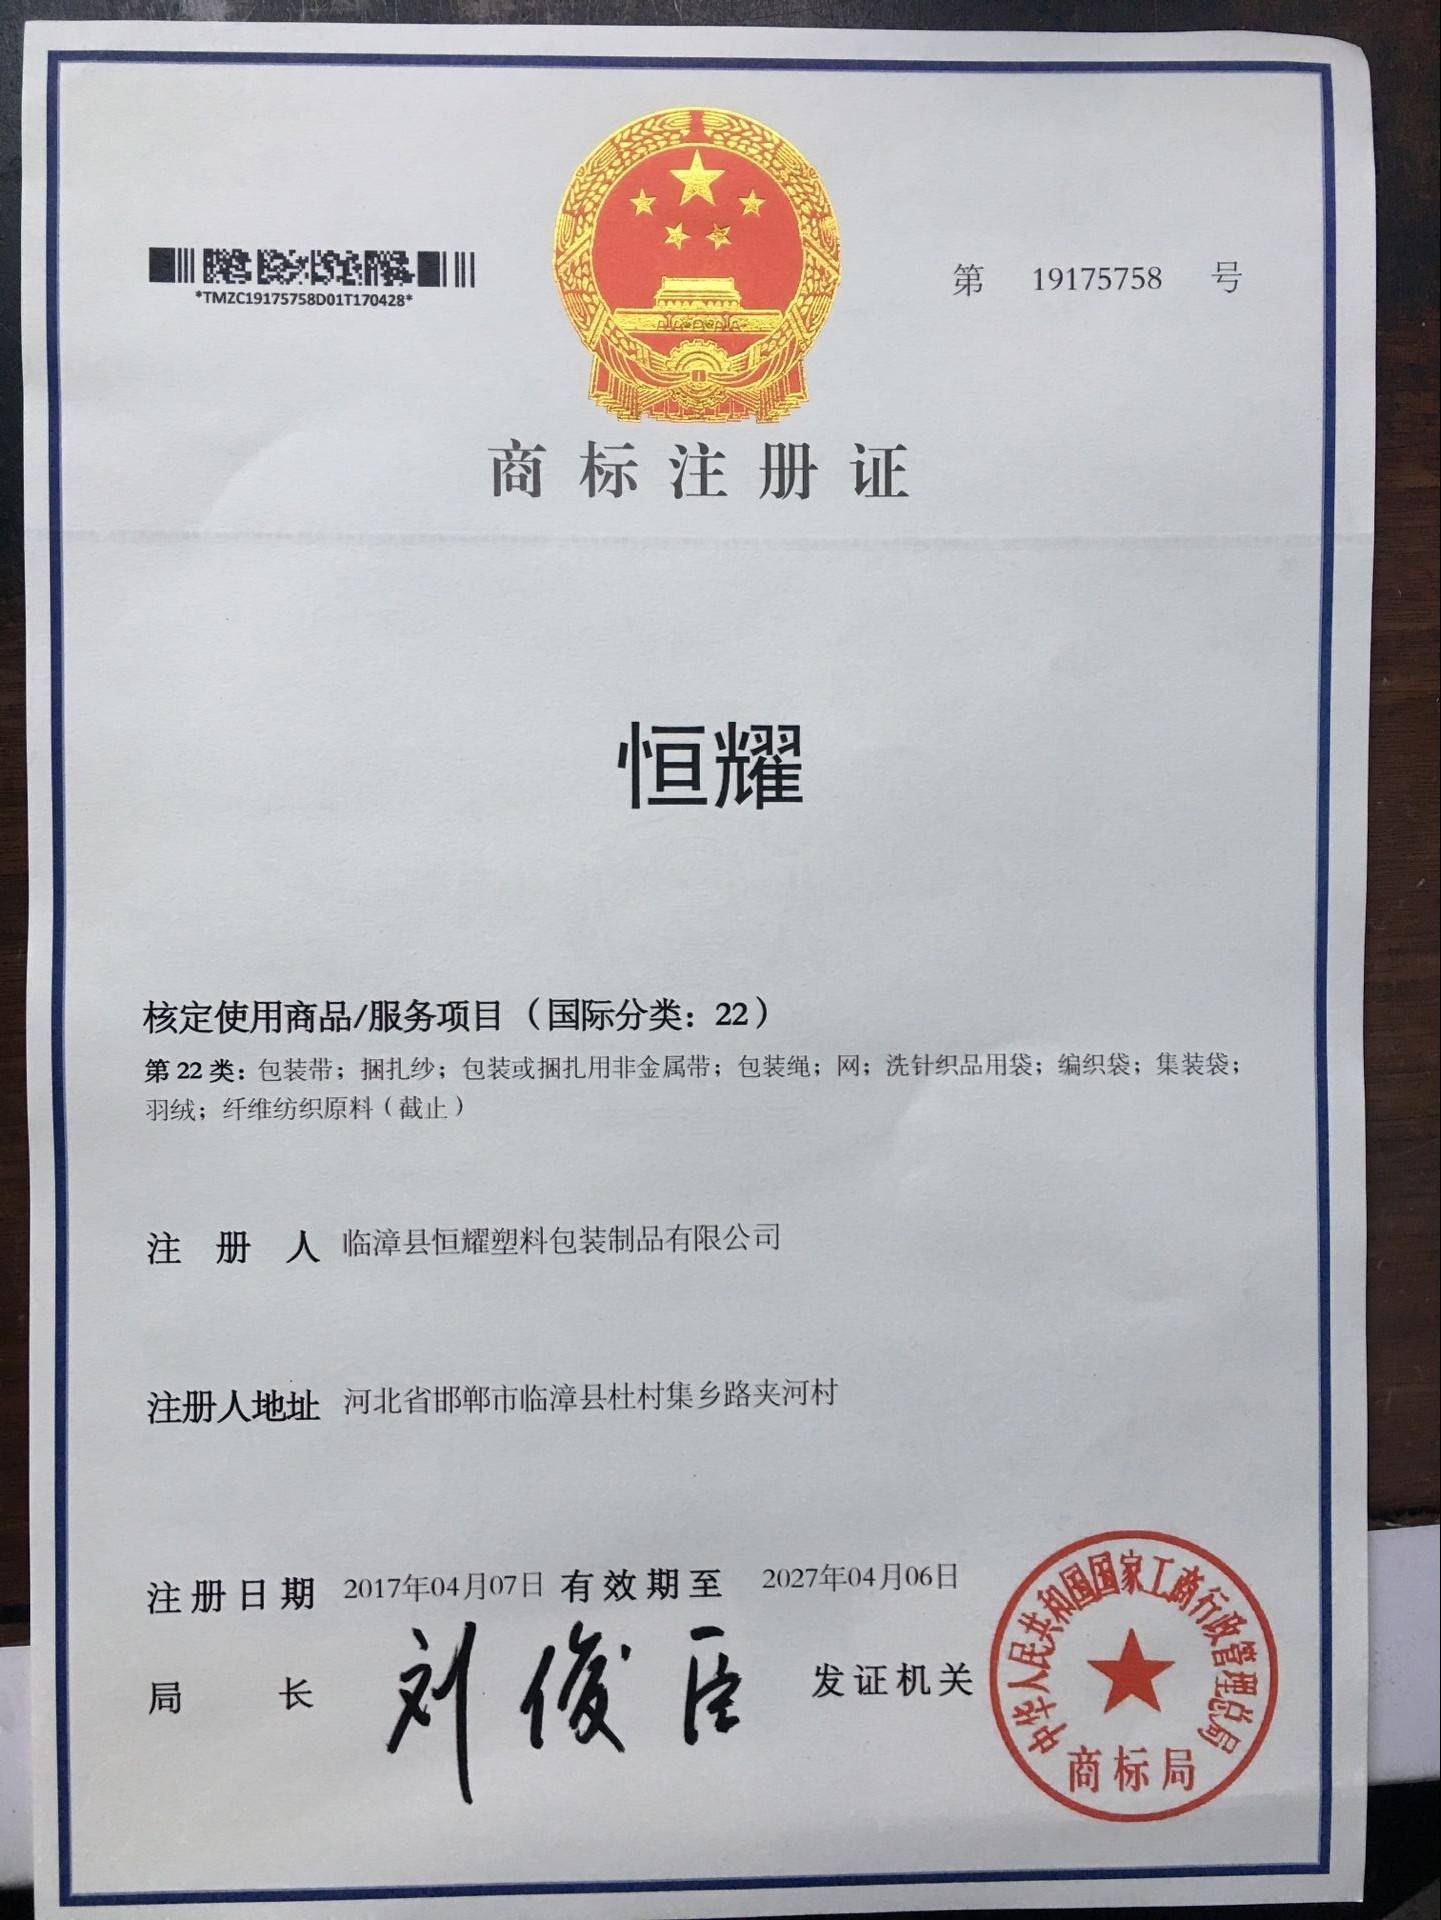 *TMZC19175758D01T170428*
第 19175758 号
商标注册证
恒耀
核定使用商品/服务项目（国际分类：22）
第 22 类：包装带；捆扎纱；包装或捆扎用非金属带；包装绳；网；洗针织品用袋；编织袋；集装袋；
羽绒；纤维纺织原料（截止）
注册人 临漳县恒耀塑料包装制品有限公司
注册人地址 河北省邯郸市临漳县杜村集乡路夹河村
注册日期 2017年04月07日 有效期至 2027年04月06日
局长 刘俊臣 发证机关
中华人民共和国国家工商行政管理总局
商标局